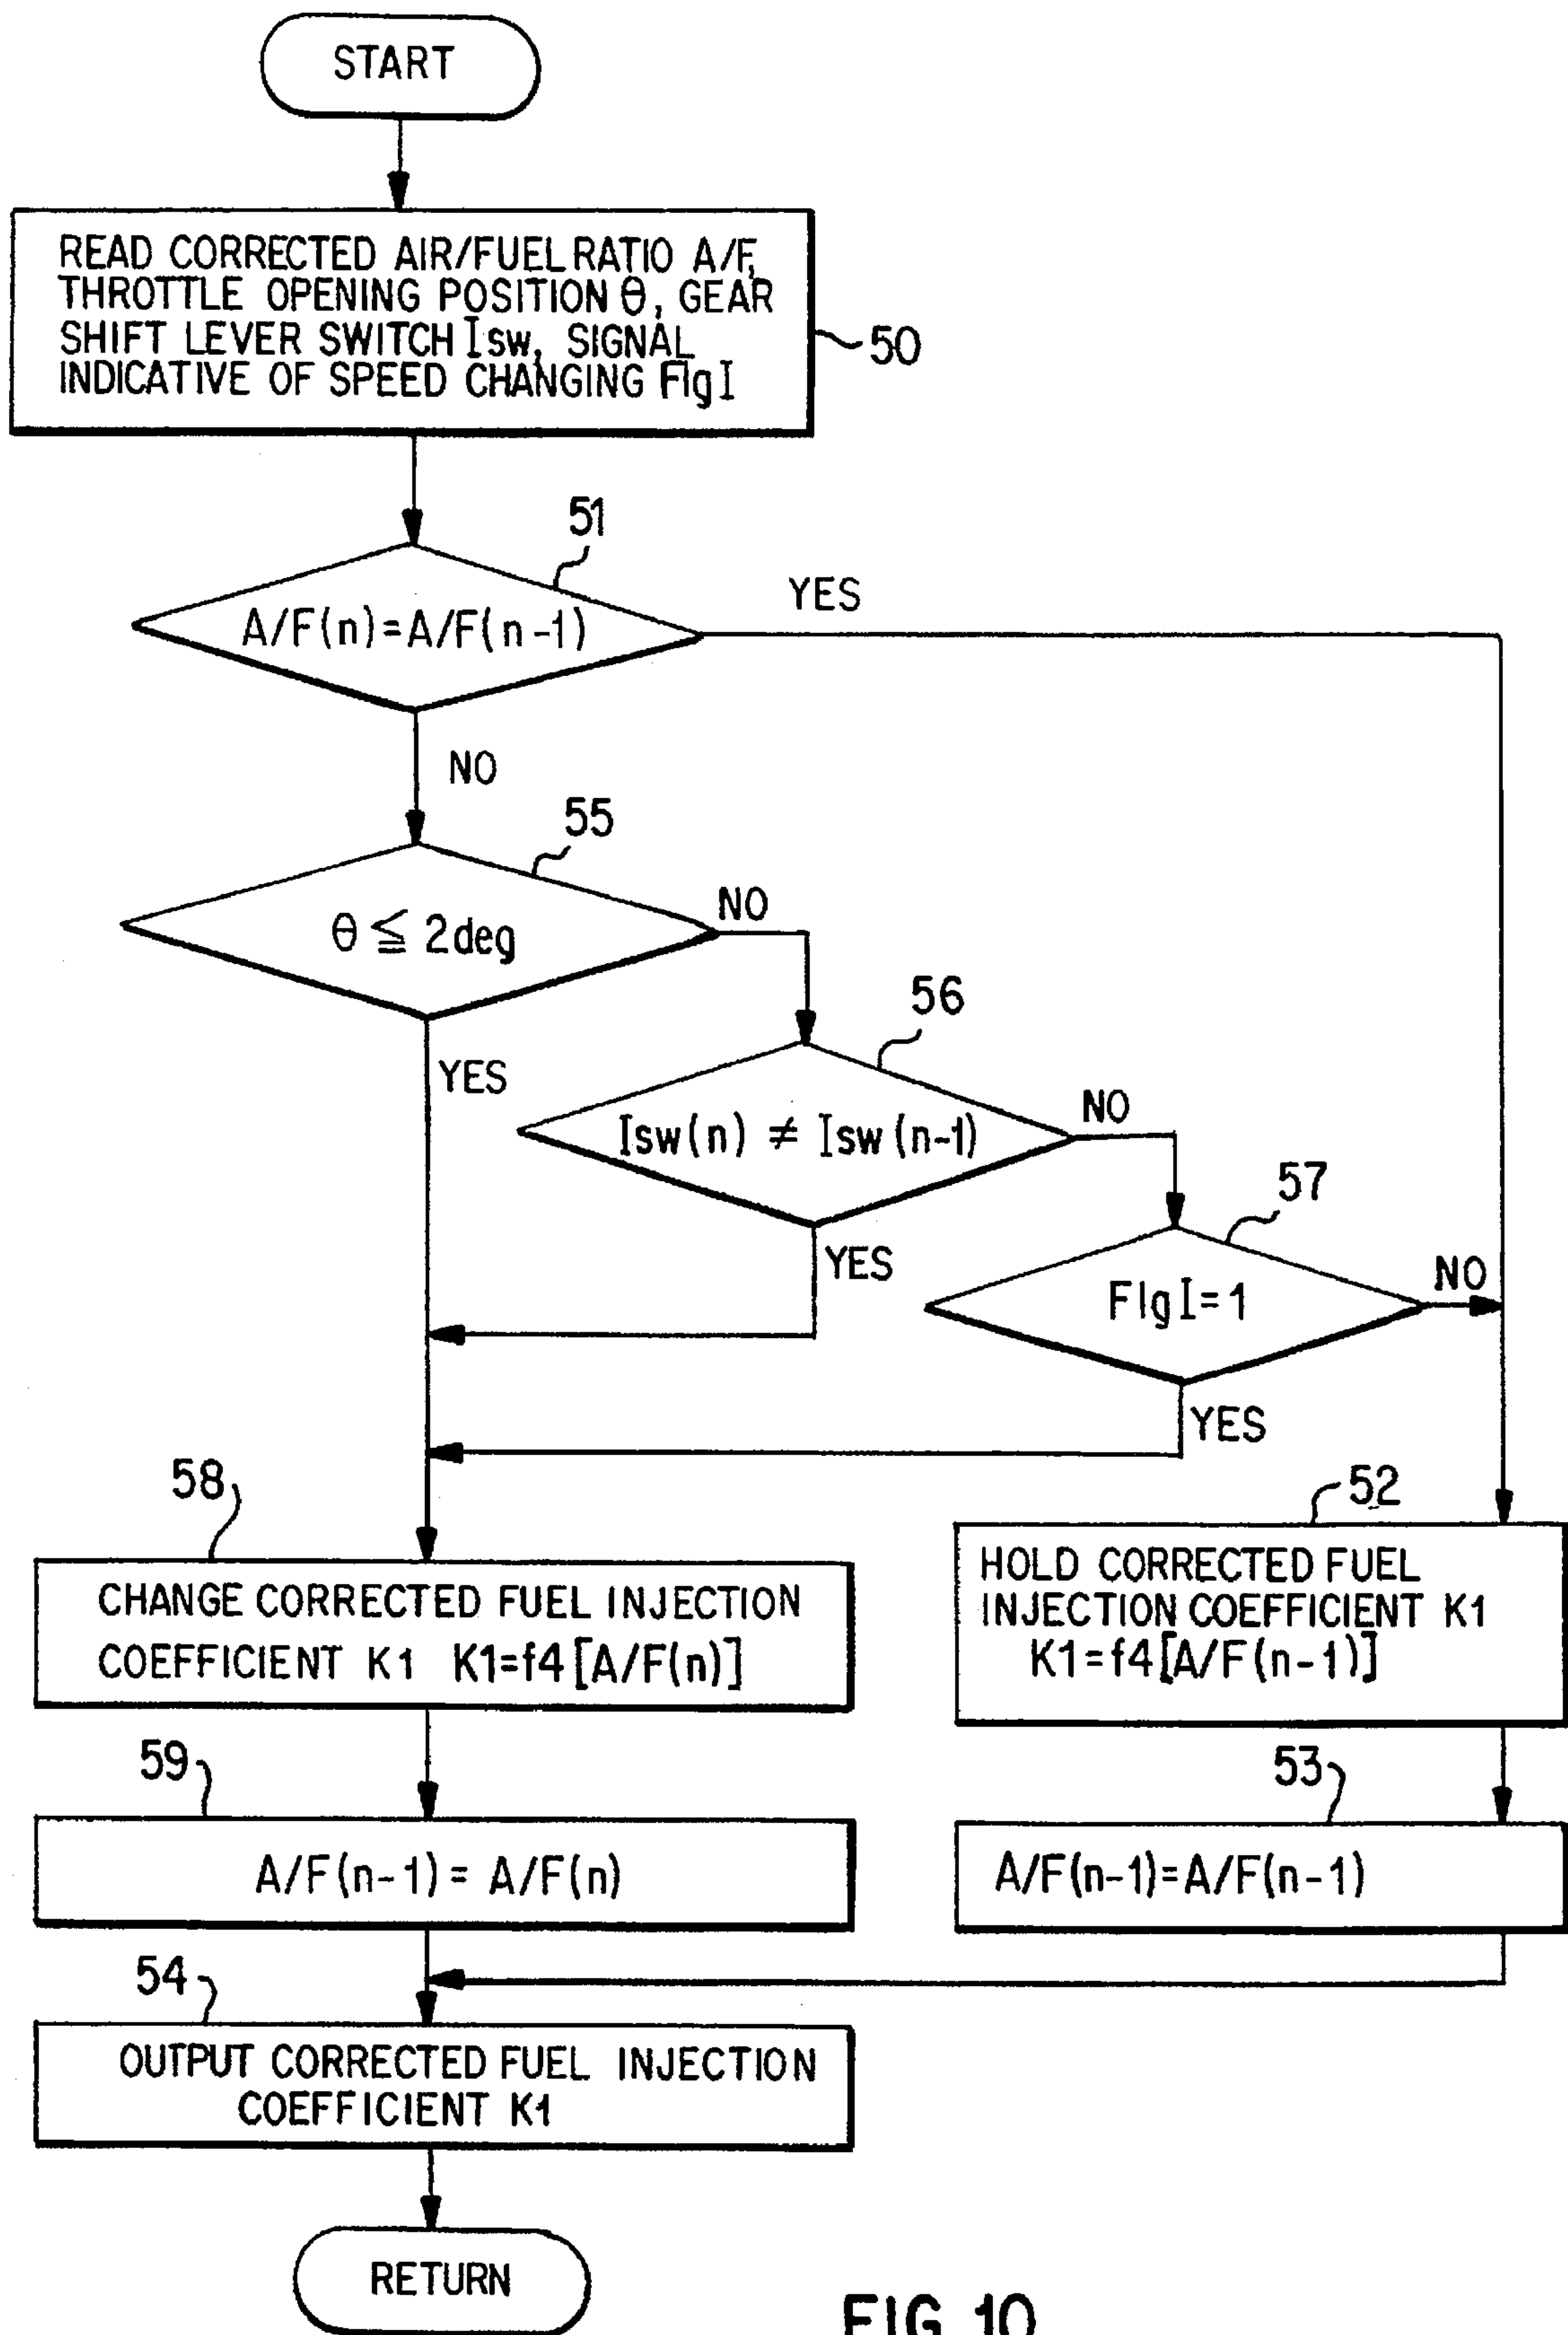 START
READ CORRECTED AIR/FUEL RATIO A/F,
THROTTLE OPENING POSITION θ, GEAR
SHIFT LEVER SWITCH Isw, SIGNAL
INDICATIVE OF SPEED CHANGING FlgI
50
51
A/F(n)=A/F(n-1)
YES
NO
55
θ ≦ 2deg
NO
YES
56
Isw(n) ≠ Isw(n-1)
NO
YES
57
FlgI=1
NO
YES
58
CHANGE CORRECTED FUEL INJECTION
COEFFICIENT K1 K1=f4[A/F(n)]
52
HOLD CORRECTED FUEL
INJECTION COEFFICIENT K1
K1=f4[A/F(n-1)]
59
A/F(n-1)= A/F(n)
53
A/F(n-1)=A/F(n-1)
54
OUTPUT CORRECTED FUEL INJECTION
COEFFICIENT K1
RETURN
FIG. 10